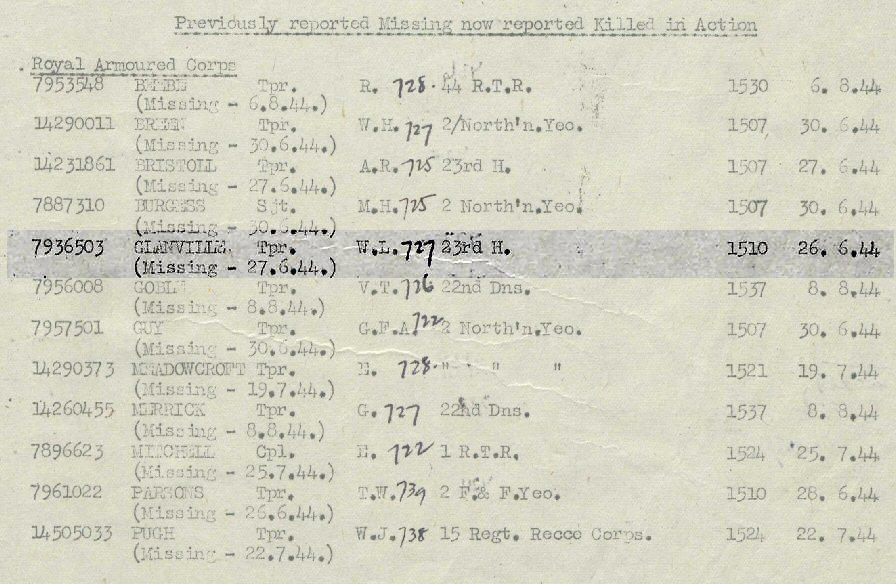 Previously reported Missing now reported Killed in Action
Royal Armoured Corps
7953548 BEEBE Tpr. R. 728. 44 R.T.R. 1530 6. 8.44
(Missing - 6.8.44.)
14290011 BREEN Tpr. W.H. 727 2/North'n.Yeo. 1507 30. 6.44
(Missing - 30.6.44.)
14231861 BRISTOLL Tpr. A.R. 725 23rd H. 1507 27. 6.44
(Missing - 27.6.44.)
7887310 BURGESS Sjt. M.H. 725 2 North'n.Yeo. 1507 30. 6.44
(Missing - 30.6.44.)
7936503 GLANVILLE Tpr. W.L. 727 23rd H. 1510 26. 6.44
(Missing - 27.6.44.)
7956008 GOBLE Tpr. V.T. 726 22nd Dns. 1537 8. 8.44
(Missing - 8.8.44.)
7957501 GUY Tpr. G.F.A. 722 2 North'n.Yeo. 1507 30. 6.44
(Missing - 30.6.44.)
14290373 MEADOWCROFT Tpr. E. 728. " " " 1521 19. 7.44
(Missing - 19.7.44.)
14260455 MERRICK Tpr. G. 727 22nd Dns. 1537 8. 8.44
(Missing - 8.8.44.)
7896623 MITCHELL Cpl. E. 722 1 R.T.R. 1524 25. 7.44
(Missing - 25.7.44.)
7961022 PARSONS Tpr. T.W. 739 2 F.& F.Yeo. 1510 28. 6.44
(Missing - 26.6.44.)
14505033 PUGH Tpr. W.J. 738 15 Regt. Recce Corps. 1524 22. 7.44
(Missing - 22.7.44.)